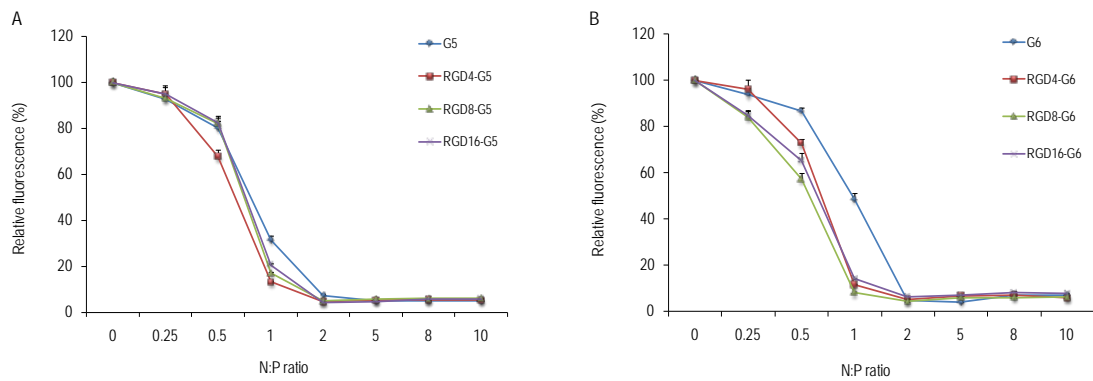 A
120
100
80
60
40
20
0
Relative fluorescence (%)
0 0.25 0.5 1 2 5 8 10
N:P ratio
G5
RGD4-G5
RGD8-G5
RGD16-G5
B
120
100
80
60
40
20
0
Relative fluorescence (%)
0 0.25 0.5 1 2 5 8 10
N:P ratio
G6
RGD4-G6
RGD8-G6
RGD16-G6